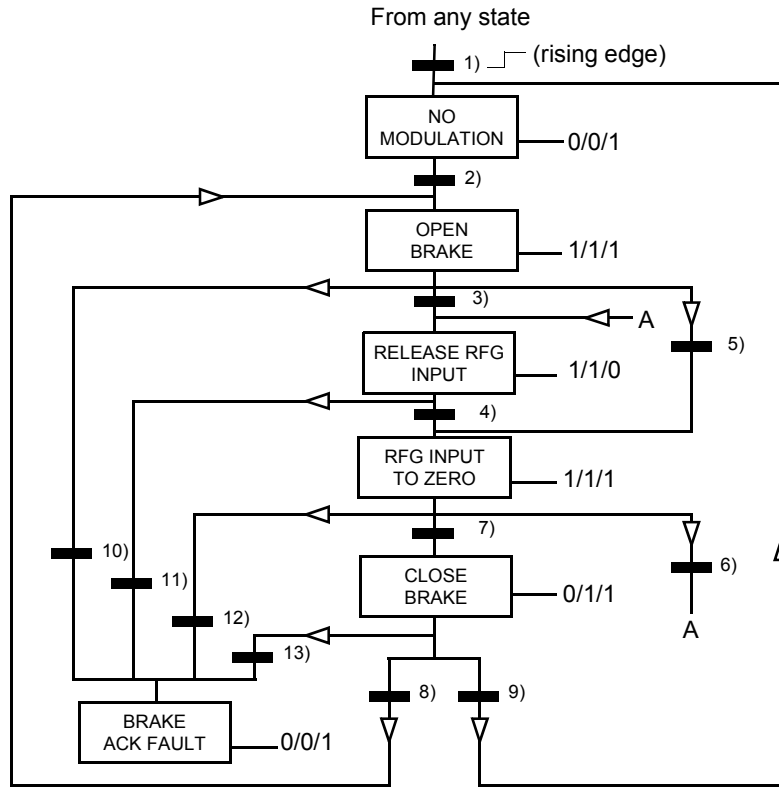 From any state
1)
(rising edge)
NO
MODULATION
0/0/1
2)
OPEN
BRAKE
1/1/1
3)
A
5)
RELEASE RFG
INPUT
1/1/0
4)
RFG INPUT
TO ZERO
1/1/1
7)
10)
11)
6)
CLOSE
BRAKE
0/1/1
12)
A
13)
8)
9)
BRAKE
ACK FAULT
0/0/1